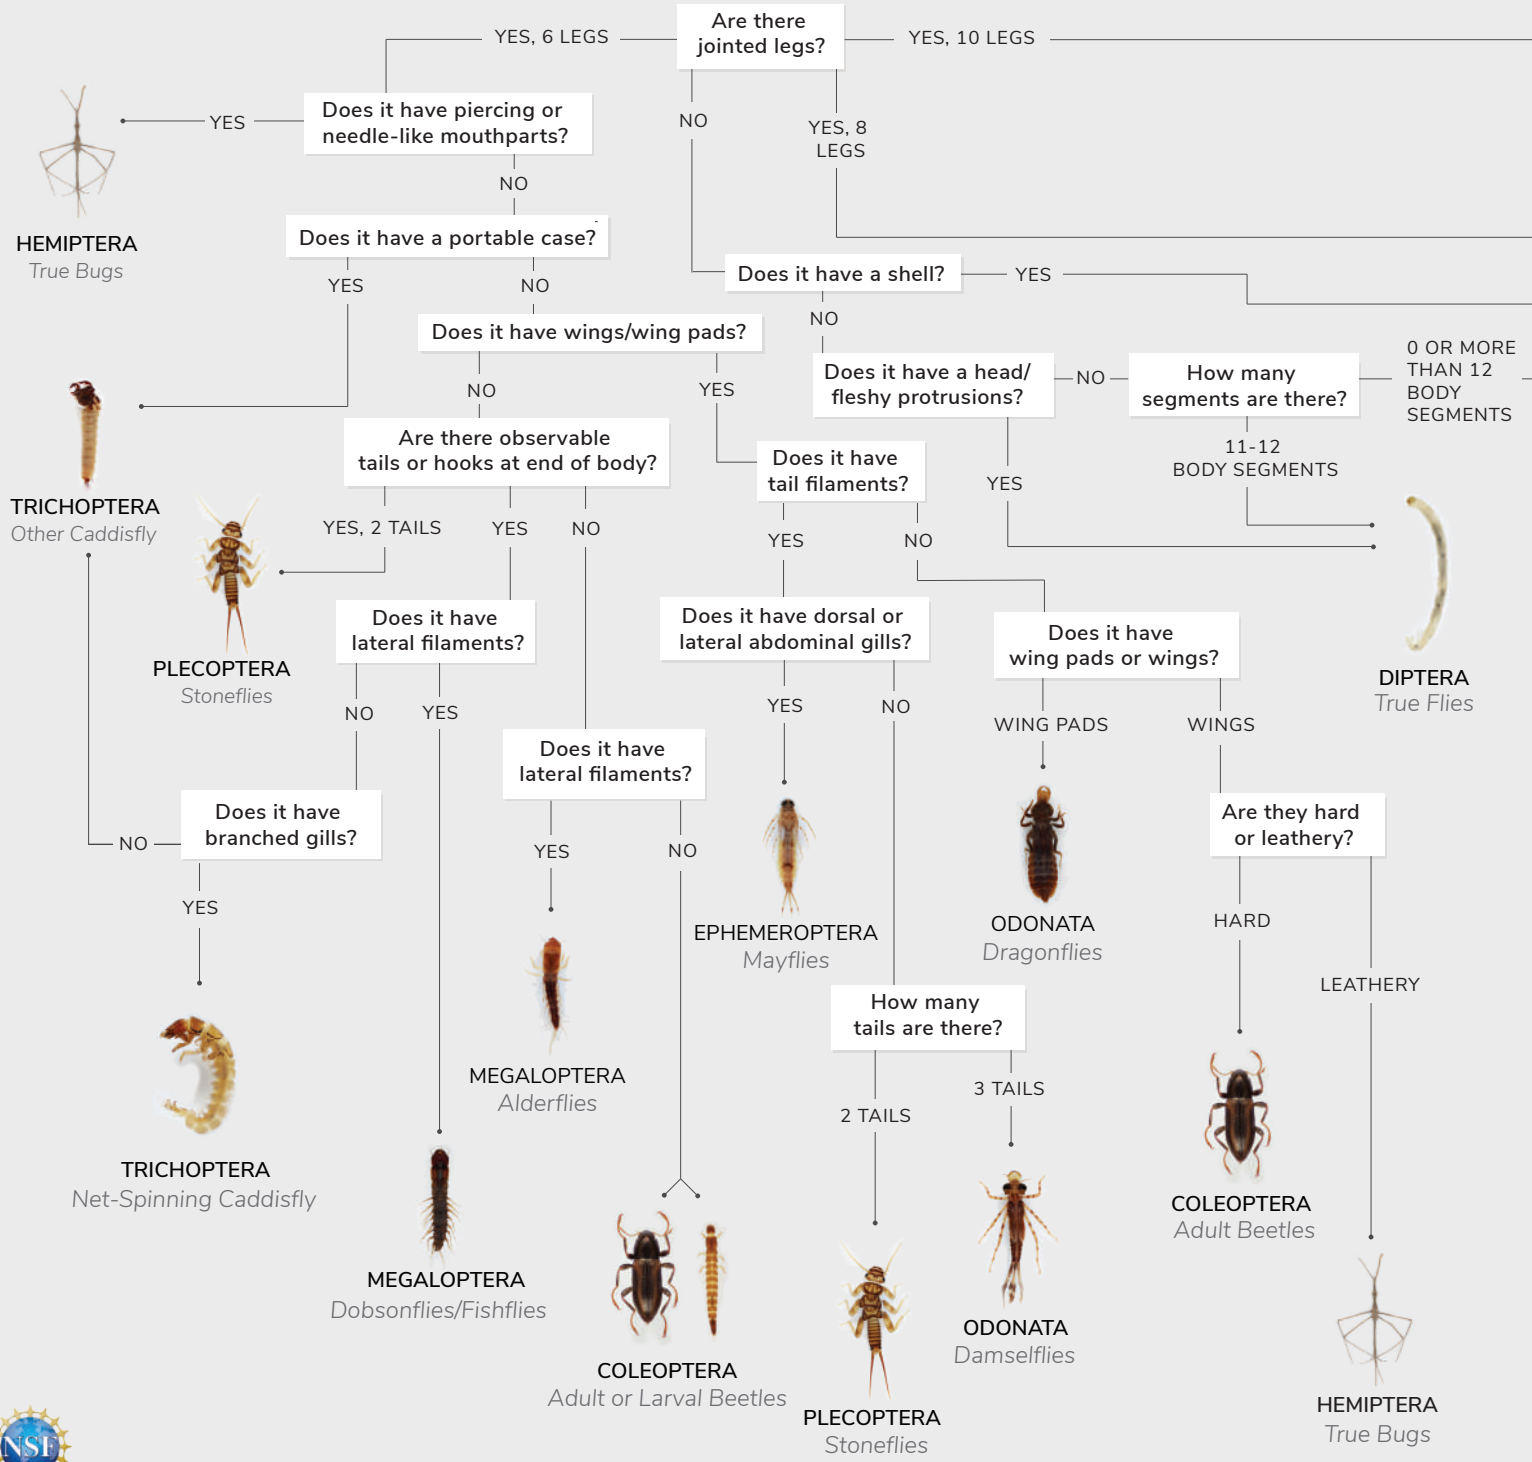 Are there
jointed legs?
YES, 6 LEGS
YES, 10 LEGS
NO
YES, 8
LEGS
Does it have piercing or
needle-like mouthparts?
YES
HEMIPTERA
True Bugs
NO
Does it have a portable case?
YES
NO
TRICHOPTERA
Other Caddisfly
Does it have wings/wing pads?
NO
YES
Are there observable
tails or hooks at end of body?
YES, 2 TAILS
YES
NO
PLECOPTERA
Stoneflies
Does it have
lateral filaments?
NO
YES
Does it have
branched gills?
NO
YES
TRICHOPTERA
Net-Spinning Caddisfly
MEGALOPTERA
Dobsonflies/Fishflies
Does it have
lateral filaments?
YES
NO
MEGALOPTERA
Alderflies
COLEOPTERA
Adult or Larval Beetles
Does it have
tail filaments?
YES
NO
Does it have dorsal or
lateral abdominal gills?
YES
NO
EPHEMEROPTERA
Mayflies
How many
tails are there?
2 TAILS
3 TAILS
PLECOPTERA
Stoneflies
ODONATA
Damselflies
Does it have
wing pads or wings?
WING PADS
WINGS
ODONATA
Dragonflies
Are they hard
or leathery?
HARD
LEATHERY
COLEOPTERA
Adult Beetles
HEMIPTERA
True Bugs
Does it have a shell?
YES
NO
Does it have a head/
fleshy protrusions?
NO
YES
How many
segments are there?
0 OR MORE
THAN 12
BODY
SEGMENTS
11-12
BODY SEGMENTS
DIPTERA
True Flies
NSF